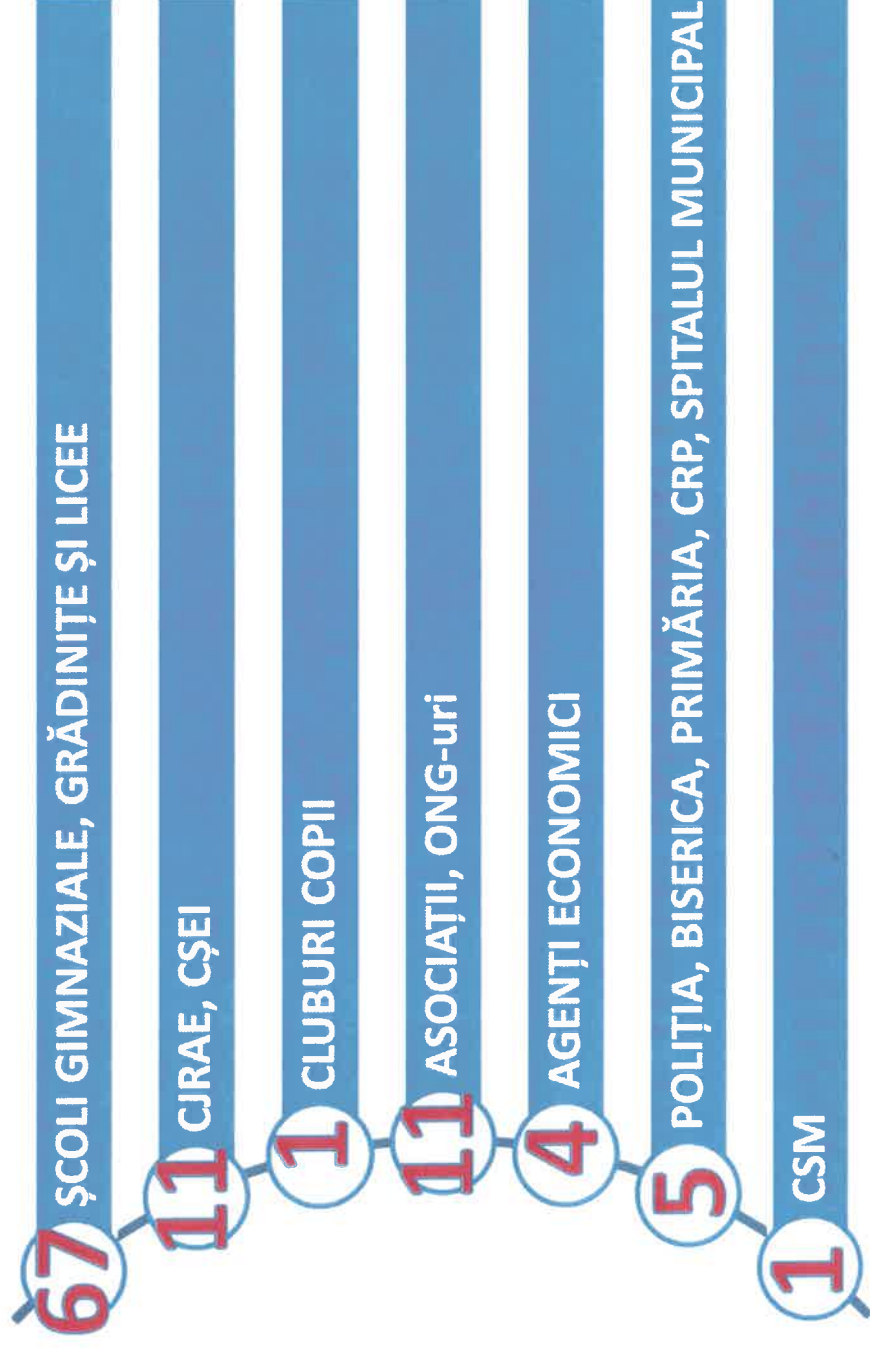 67 ȘCOLI GIMNAZIALE, GRĂDINIȚE ȘI LICEE
11 CJRAE, CȘEI
1 CLUBURI COPII
11 ASOCIAȚII, ONG-uri
4 AGENȚI ECONOMICI
5 POLIȚIA, BISERICA, PRIMĂRIA, CRP, SPITALUL MUNICIPAL
1 CSM